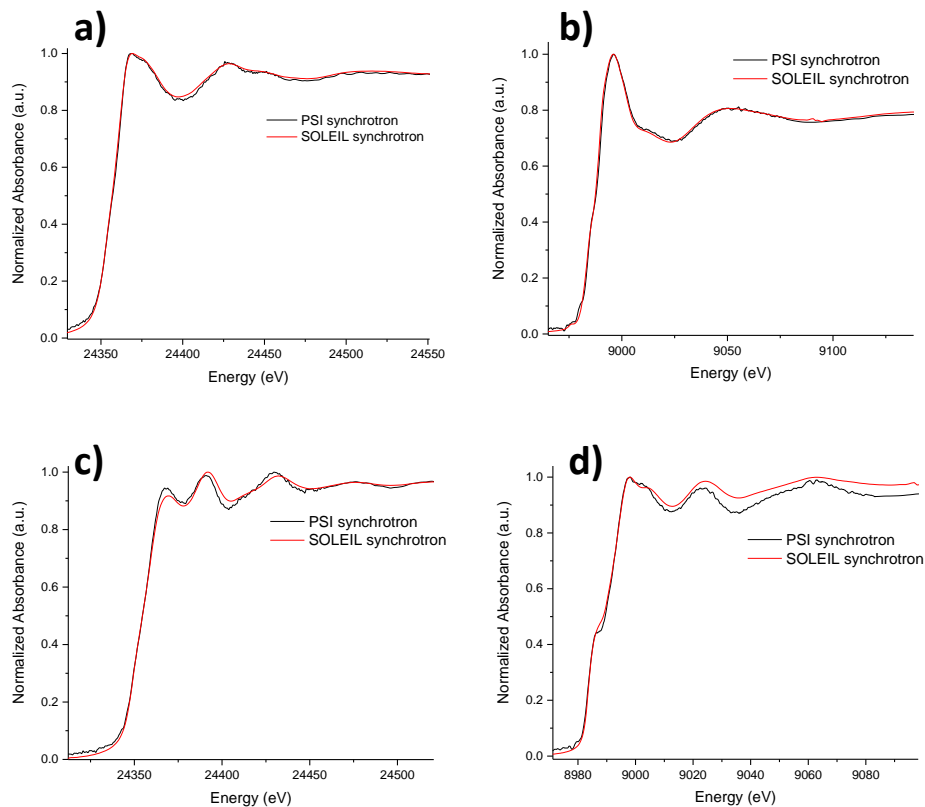 a)
1.0
0.8
0.6
0.4
0.2
0.0
Normalized Absorbance (a.u.)
PSI synchrotron
SOLEIL synchrotron
24350 24400 24450 24500 24550
Energy (eV)
b)
1.0
0.8
0.6
0.4
0.2
0.0
Normalized Absorbance (a.u.)
PSI synchrotron
SOLEIL synchrotron
9000 9050 9100
Energy (eV)
c)
1.0
0.8
0.6
0.4
0.2
0.0
Normalized Absorbance (a.u.)
PSI synchrotron
SOLEIL synchrotron
24350 24400 24450 24500
Energy (eV)
d)
1.0
0.8
0.6
0.4
0.2
0.0
Normalized Absorbance (a.u.)
PSI synchrotron
SOLEIL synchrotron
8980 9000 9020 9040 9060 9080
Energy (eV)